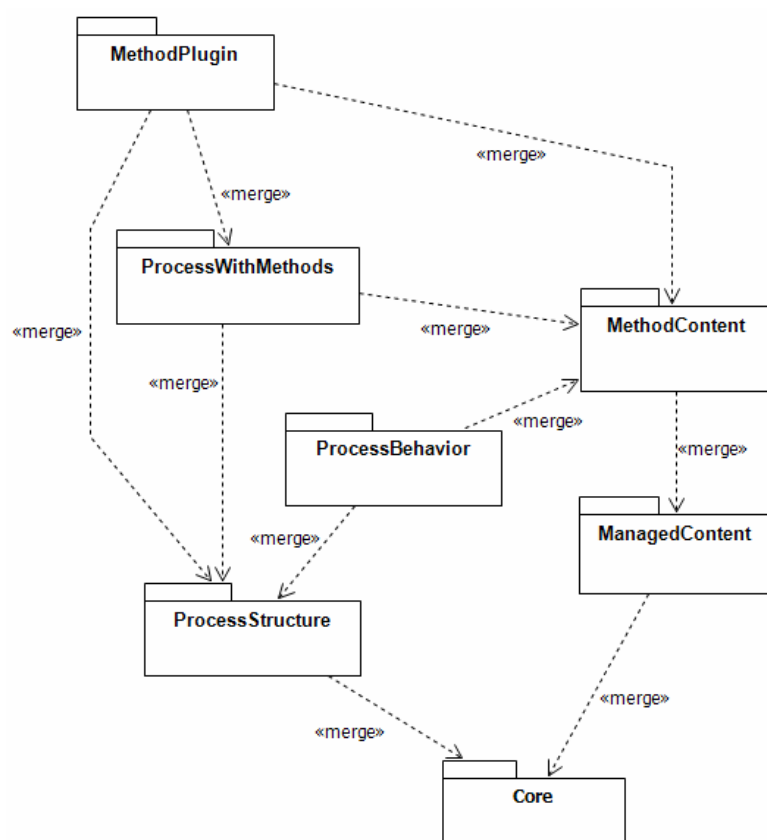 MethodPlugin
«merge»
«merge»
ProcessWithMethods
MethodContent
«merge»
«merge»
«merge»
«merge»
ProcessBehavior
«merge»
ManagedContent
«merge»
ProcessStructure
«merge»
«merge»
Core